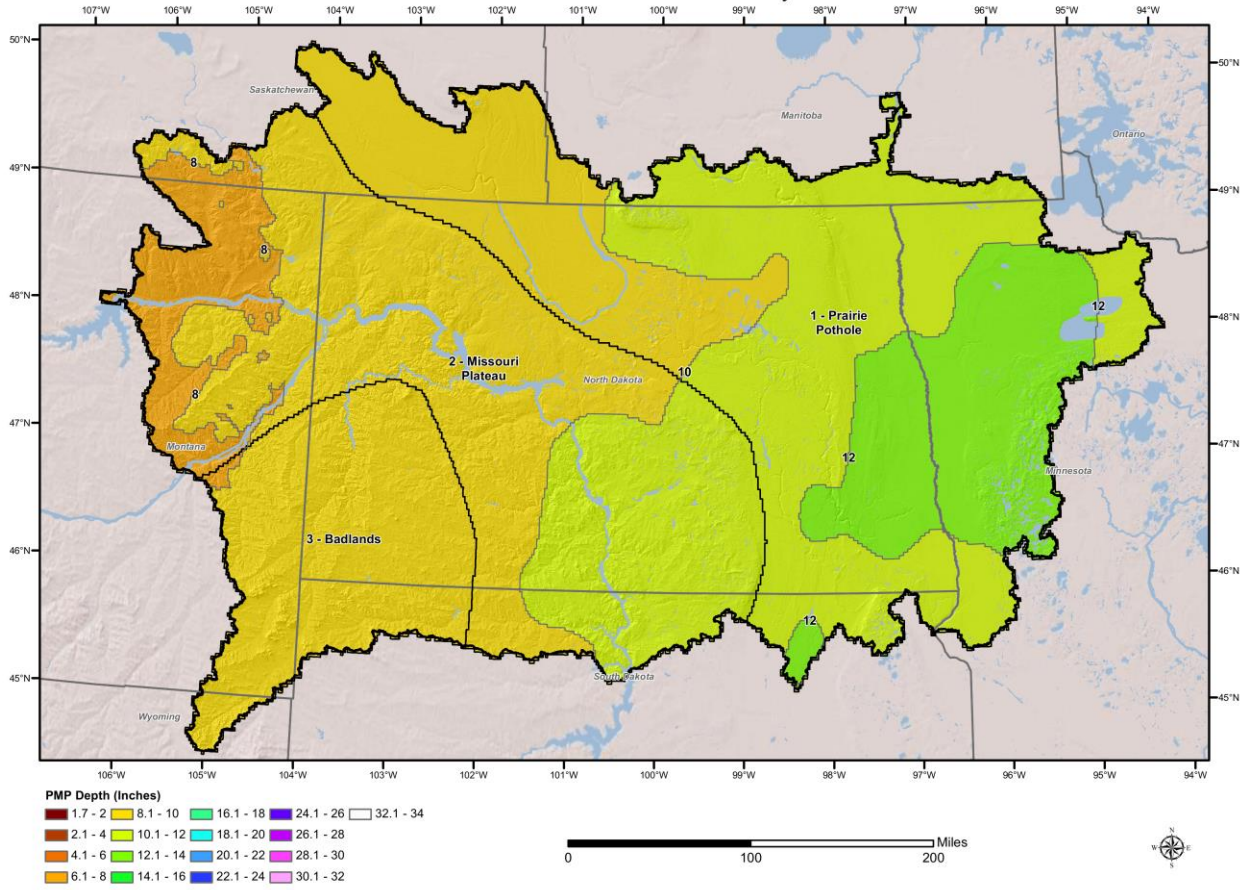 106°W 105°W 104°W 103°W 102°W 101°W 100°W 99°W 98°W 97°W 96°W 95°W 94°W
50°N 50°N
Saskatchewan
Manitoba
Ontario
49°N 8 49°N
8
48°N 48°N
12
1 - Prairie
Pothole
2 - Missouri
Plateau
10
North Dakota
8
47°N 47°N
Montana
12
Minnesota
3 - Badlands
46°N 46°N
12
45°N 45°N
South Dakota
Wyoming
106°W 105°W 104°W 103°W 102°W 101°W 100°W 99°W 98°W 97°W 96°W 95°W 94°W
PMP Depth (Inches)
1.7 - 2 8.1 - 10 16.1 - 18 24.1 - 26 32.1 - 34
2.1 - 4 10.1 - 12 18.1 - 20 26.1 - 28
4.1 - 6 12.1 - 14 20.1 - 22 28.1 - 30
6.1 - 8 14.1 - 16 22.1 - 24 30.1 - 32
Miles
0 100 200
N
W E
S